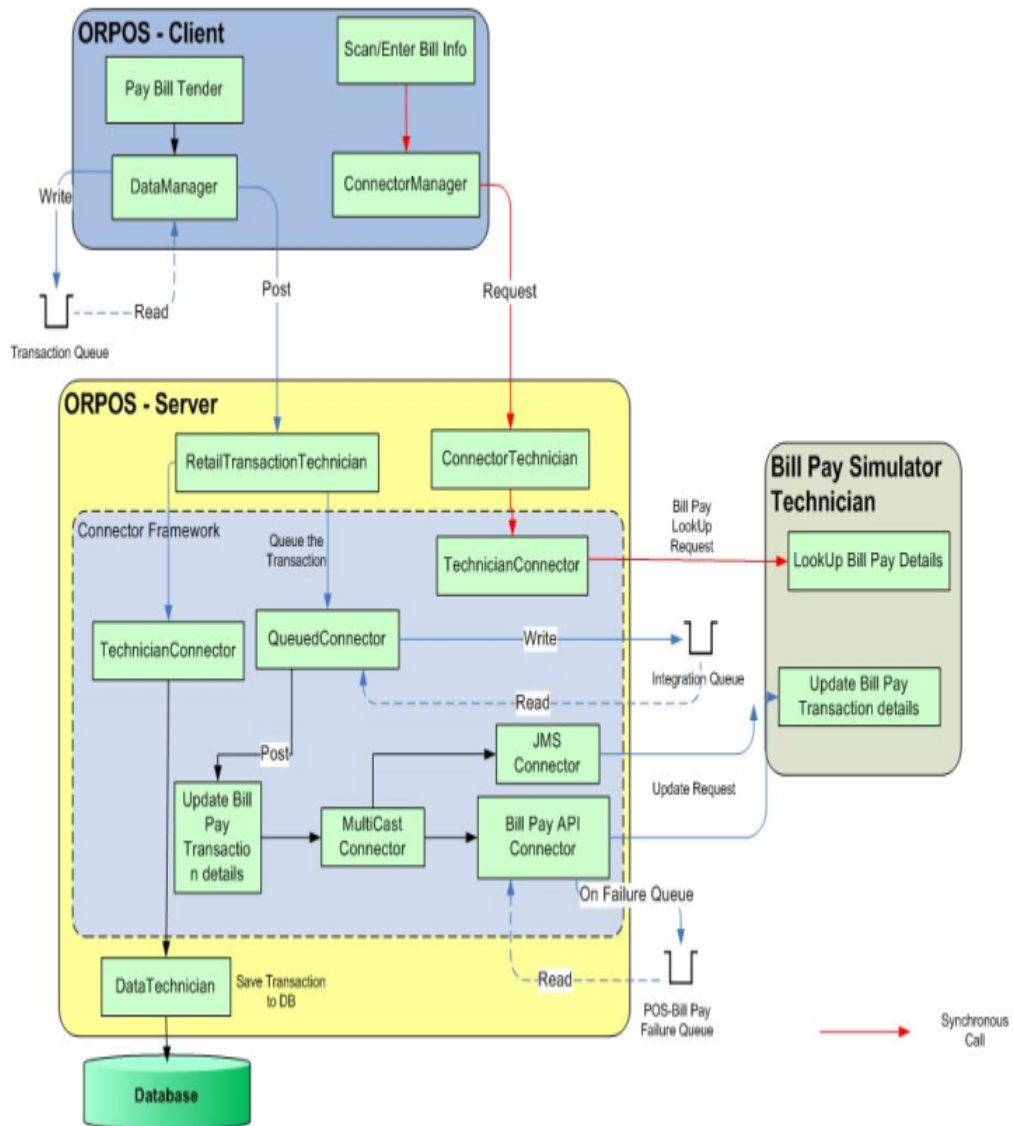 ORPOS - Client
Scan/Enter Bill Info
Pay Bill Tender
DataManager
ConnectorManager
Write
Post
Request
Read
Transaction Queue
ORPOS - Server
RetailTransactionTechnician
ConnectorTechnician
Bill Pay Simulator
Technician
Connector Framework
Queue the
Transaction
Bill Pay
LookUp
Request
TechnicianConnector
LookUp Bill Pay Details
TechnicianConnector
QueuedConnector
Write
Integration Queue
Read
Update Bill Pay
Transaction details
Post
JMS
Connector
Update Request
Update Bill
Pay
Transactio
n details
MultiCast
Connector
Bill Pay API
Connector
On Failure Queue
DataTechnician
Save Transaction
to DB
Read
POS-Bill Pay
Failure Queue
Synchronous
Call
Database